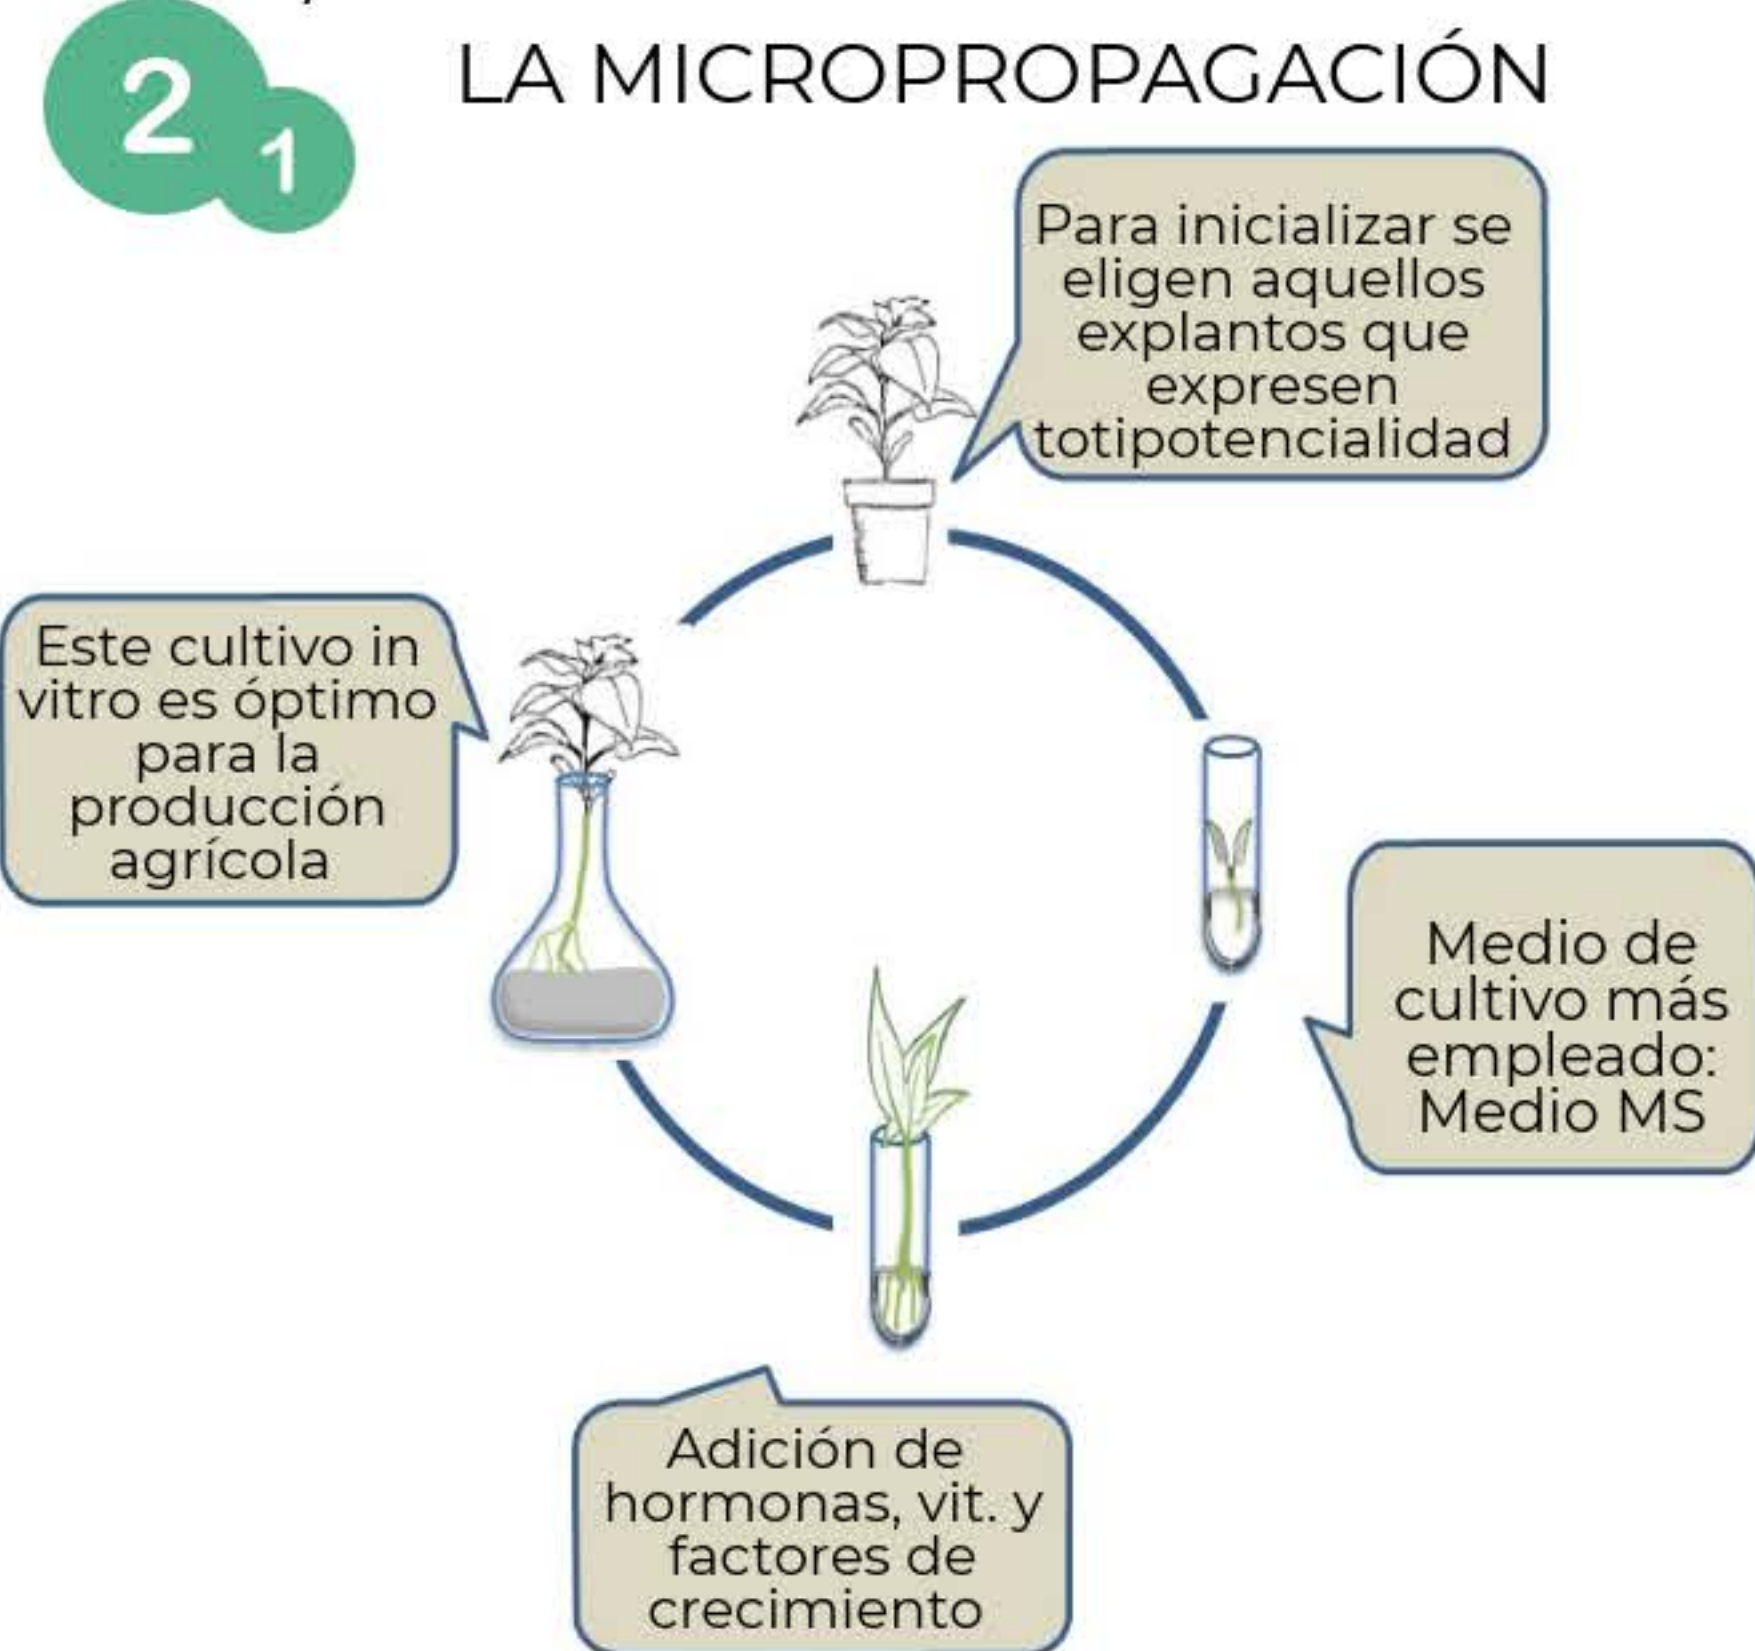 2
1
LA MICROPROPAGACIÓN
Para inicializar se
eligen aquellos
explantos que
expresen
totipotencialidad
Este cultivo in
vitro es óptimo
para la
producción
agrícola
Medio de
cultivo más
empleado:
Medio MS
Adición de
hormonas, vit. y
factores de
crecimiento